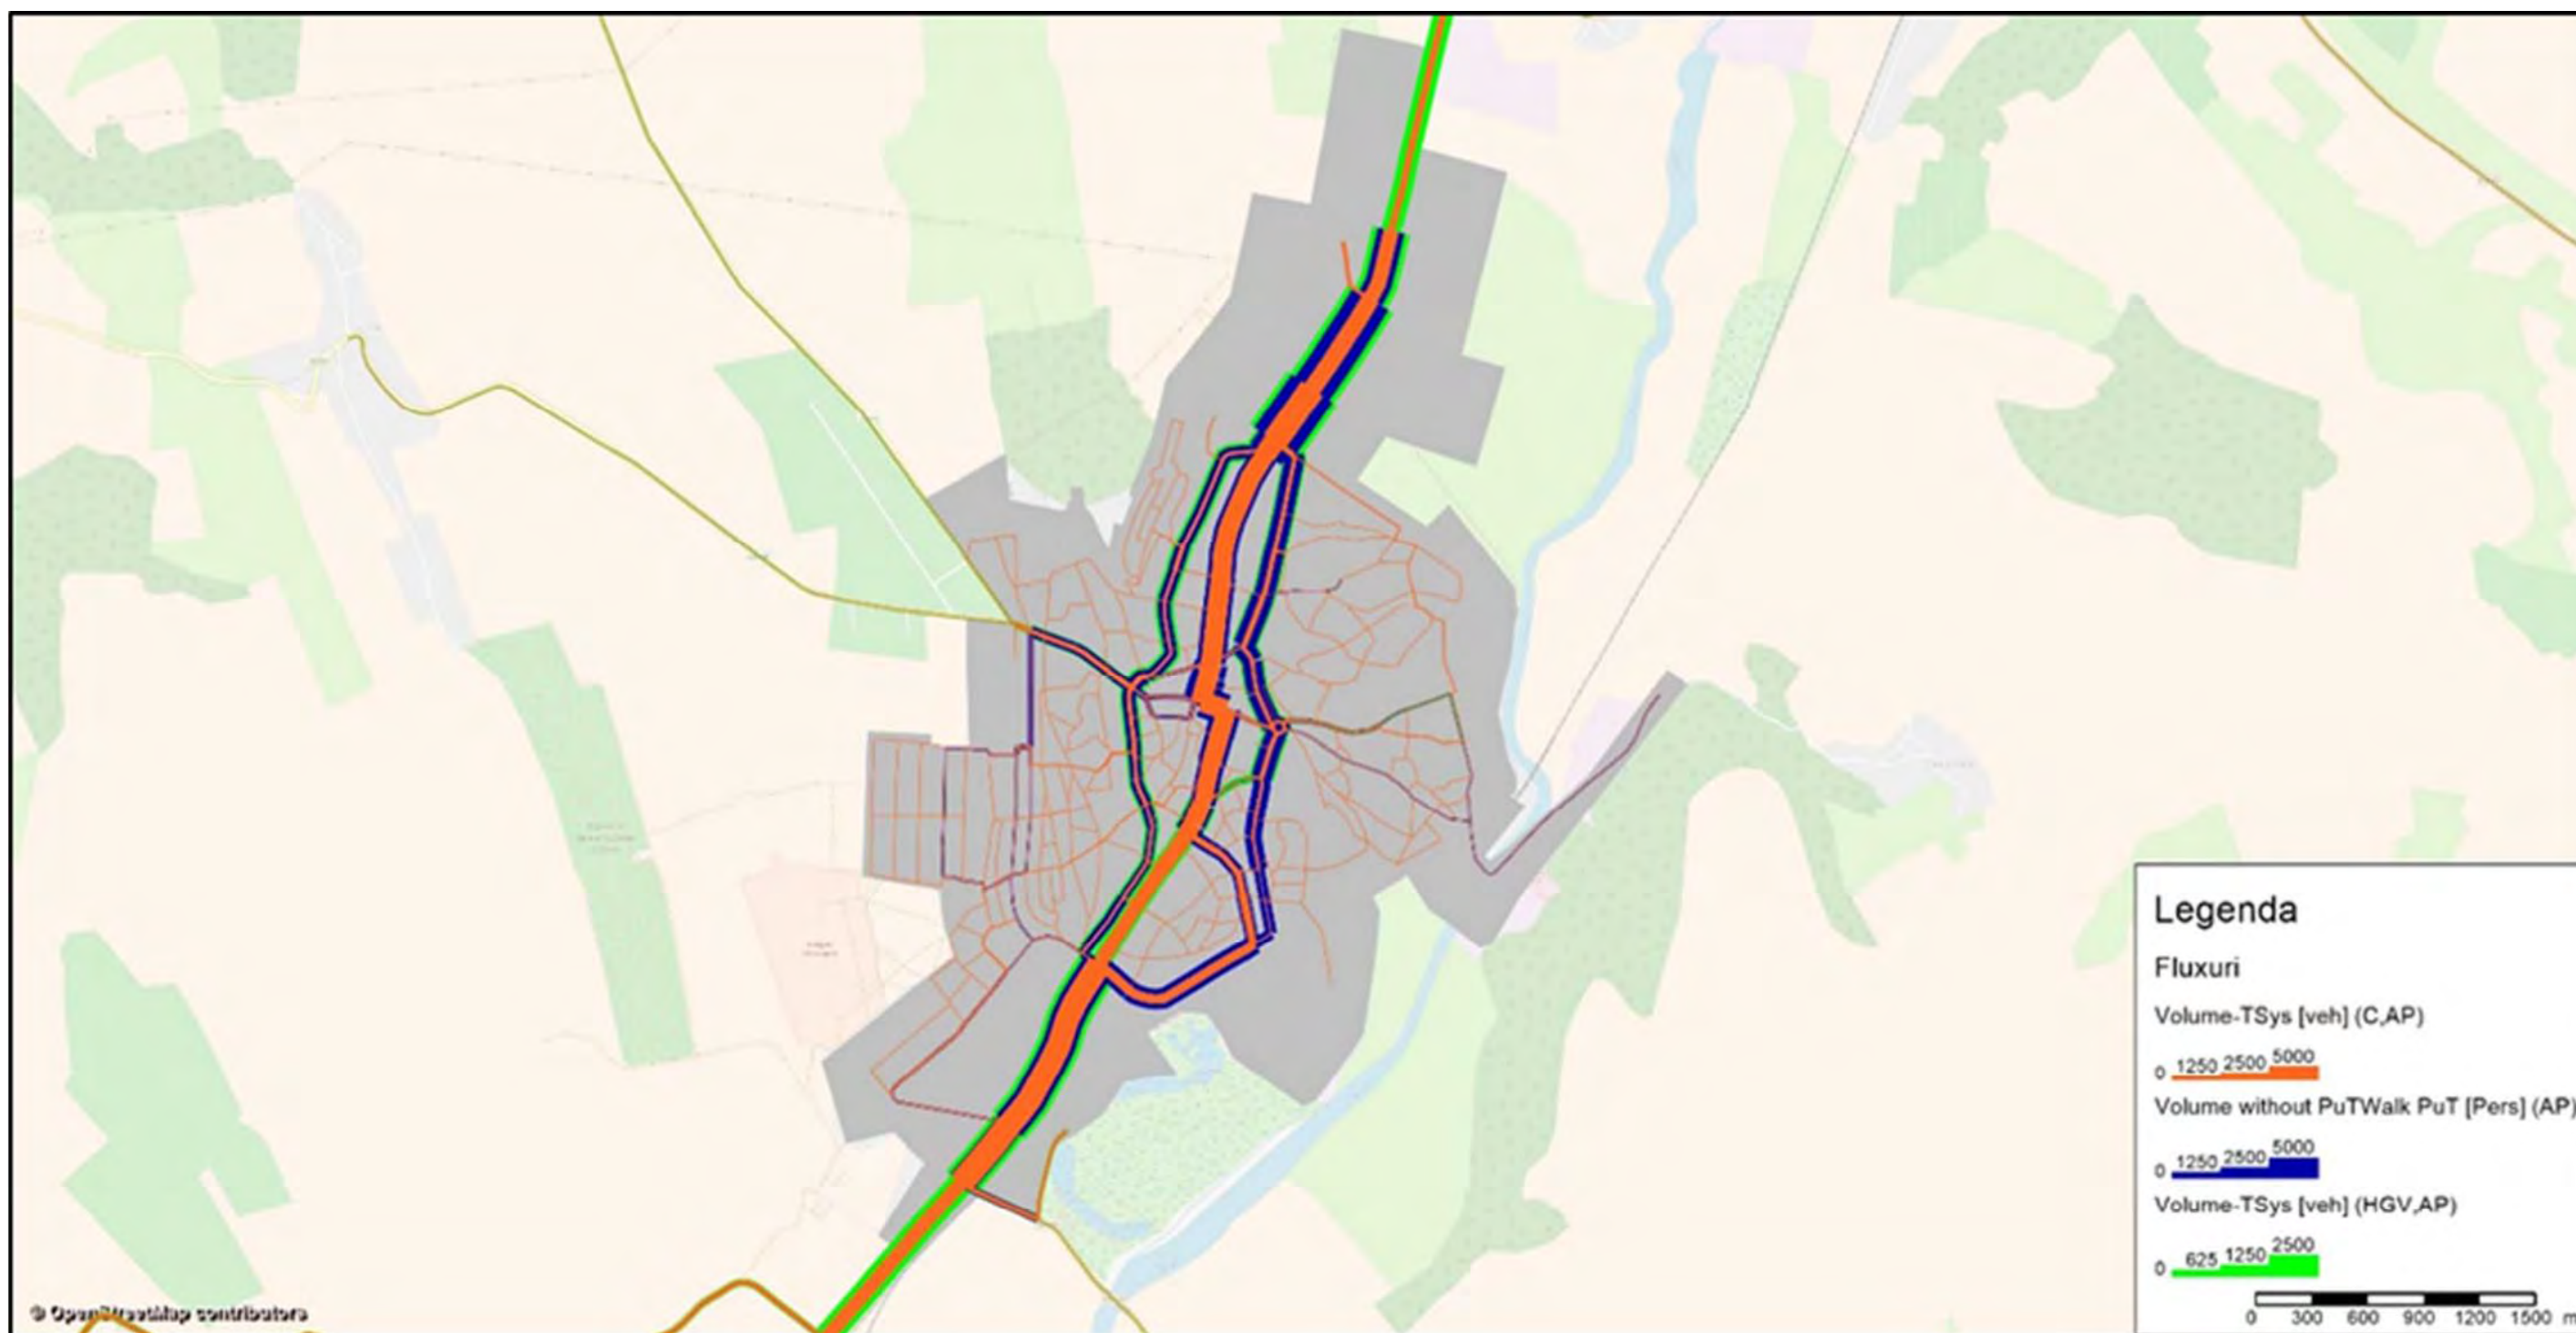 Legenda
Fluxuri
Volume-TSys [veh] (C,AP)
0 1250 2500 5000
Volume without PuTWalk PuT [Pers] (AP)
0 1250 2500 5000
Volume-TSys [veh] (HGV,AP)
0 625 1250 2500
0 300 600 900 1200 1500 m
© OpenStreetMap contributors